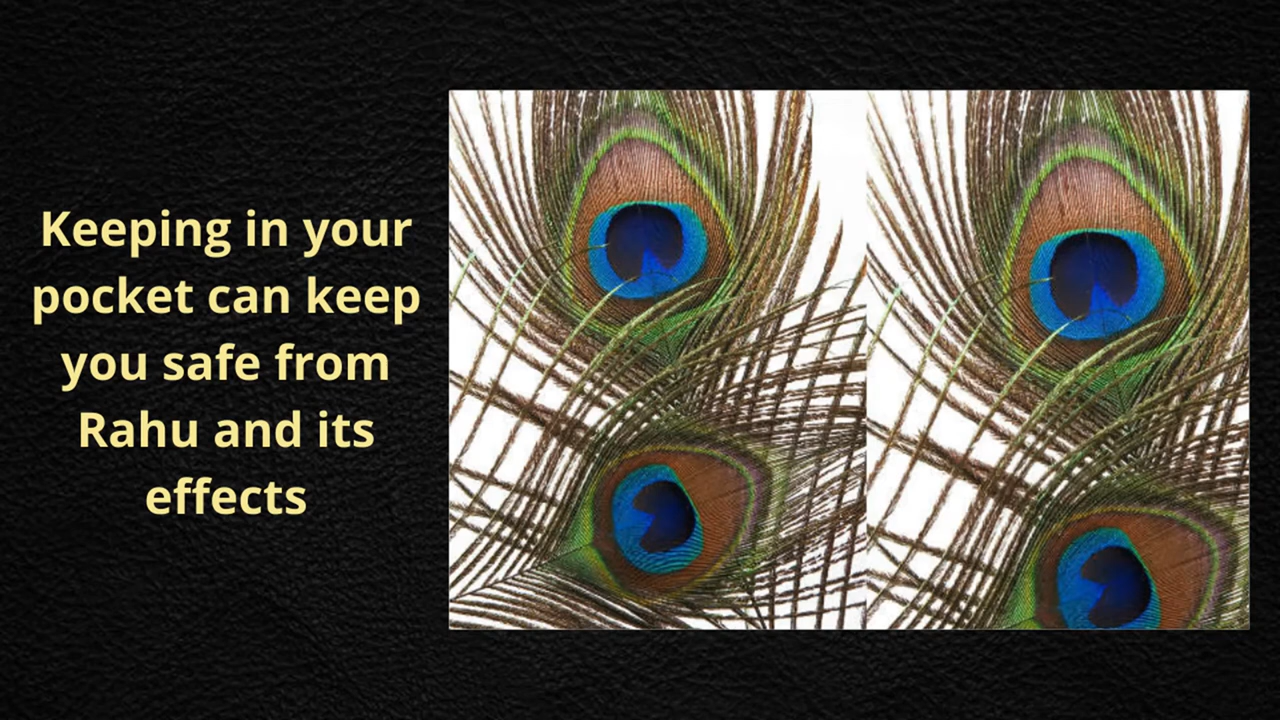 Keeping in your
pocket can keep
you safe from
Rahu and its
effects